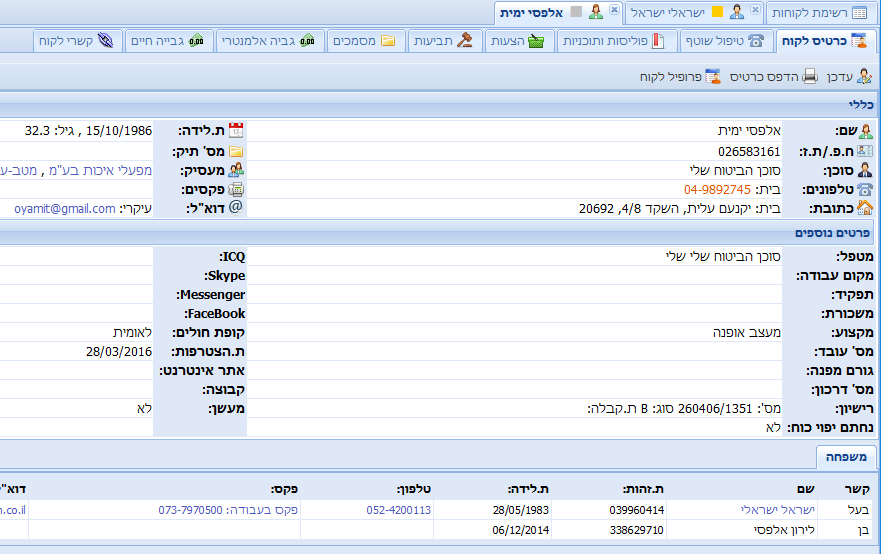 רשימת לקוחות ישראלי ישראל אלפסי ימית
כרטיס לקוח טיפול שוטף פוליסות ותוכניות הצעות תביעות מסמכים גביה אלמנטרי גבייה חיים קשרי לקוח
עדכן הדפס כרטיס פרופיל לקוח
כללי
שם: אלפסי ימית ת.לידה: 15/10/1986 , גיל: 32.3
ח.פ./ת.ז: 026583161 מס' תיק:
סוכן: סוכן הביטוח שלי מעסיק: מפעלי איכות בע"מ , מטב-ע
טלפונים: בית: 04-9892745 פקסים:
כתובת: בית: יקנעם עלית, השקד 4/8, 20692 דוא"ל: עיקרי: oyamit@gmail.com
פרטים נוספים
מטפל: סוכן הביטוח שלי שלי ICQ:
מקום עבודה: Skype:
תפקיד: Messenger:
משכורת: FaceBook:
מקצוע: מעצב אופנה קופת חולים: לאומית
מס' עובד: ת.הצטרפות: 28/03/2016
גורם מפנה: אתר אינטרנט:
מס' דרכון: קבוצה:
רישיון: מס': 260406/1351 סוג: B ת.קבלה: מעשן: לא
נחתם יפוי כוח: לא
משפחה
קשר שם ת.זהות: ת.לידה: טלפון: פקס: דוא"ל
בעל ישראל ישראלי 039960414 28/05/1983 052-4200113 פקס בעבודה: 073-7970500 n.co.il
בן לירון אלפסי 338629710 06/12/2014